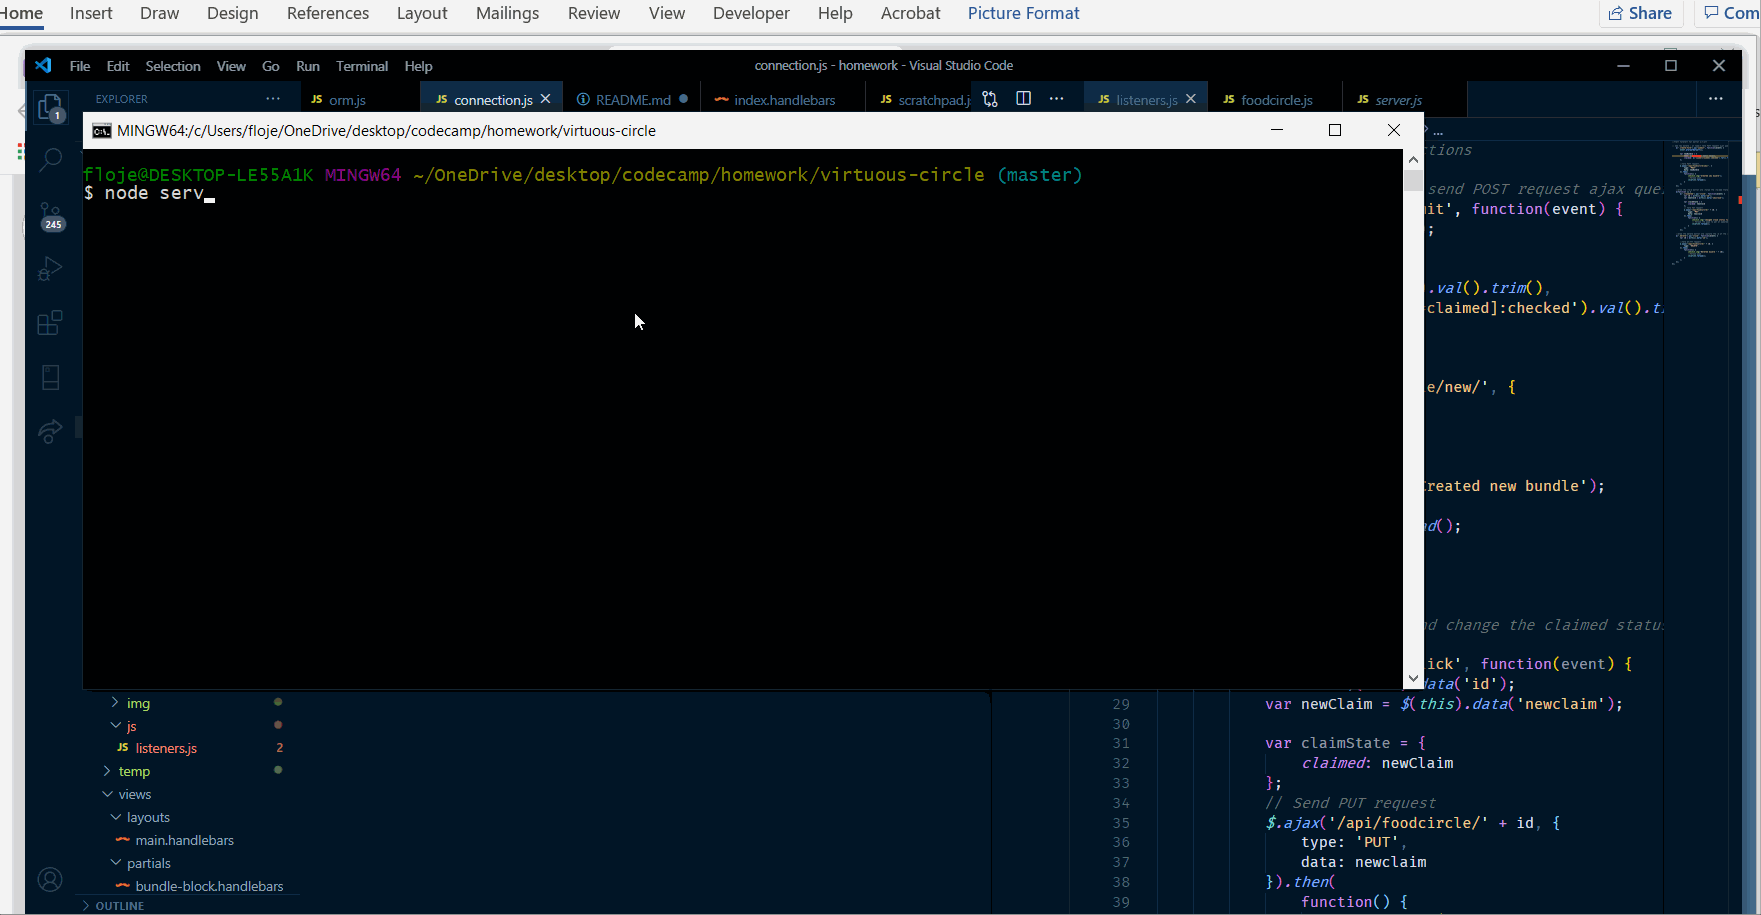 Home Insert Draw Design References Layout Mailings Review View Developer Help Acrobat Picture Format Share Com
File Edit Selection View Go Run Terminal Help connection.js - homework - Visual Studio Code
EXPLORER ... JS orm.js JS connection.js README.md index.handlebars JS scratchpad.j ... JS listeners.js JS foodcircle.js JS server.js ...
1
MINGW64:/c/Users/floje/OneDrive/desktop/codecamp/homework/virtuous-circle
...
floje@DESKTOP-LE55A1K MINGW64 ~/OneDrive/desktop/codecamp/homework/virtuous-circle (master)
$ node serv
245
tions
send POST request ajax que
it', function(event) {
;
.val().trim(),
claimed]:checked').val().t
e/new/', {
reated new bundle');
ad();
d change the claimed statu
ick', function(event) {
data('id');
img
js
JS listeners.js 2
temp
views
layouts
main.handlebars
partials
bundle-block.handlebars
OUTLINE
29 var newClaim = $(this).data('newclaim');
30
31 var claimState = {
32 claimed: newClaim
33 };
34 // Send PUT request
35 $.ajax('/api/foodcircle/' + id, {
36 type: 'PUT',
37 data: newclaim
38 }).then(
39 function() {